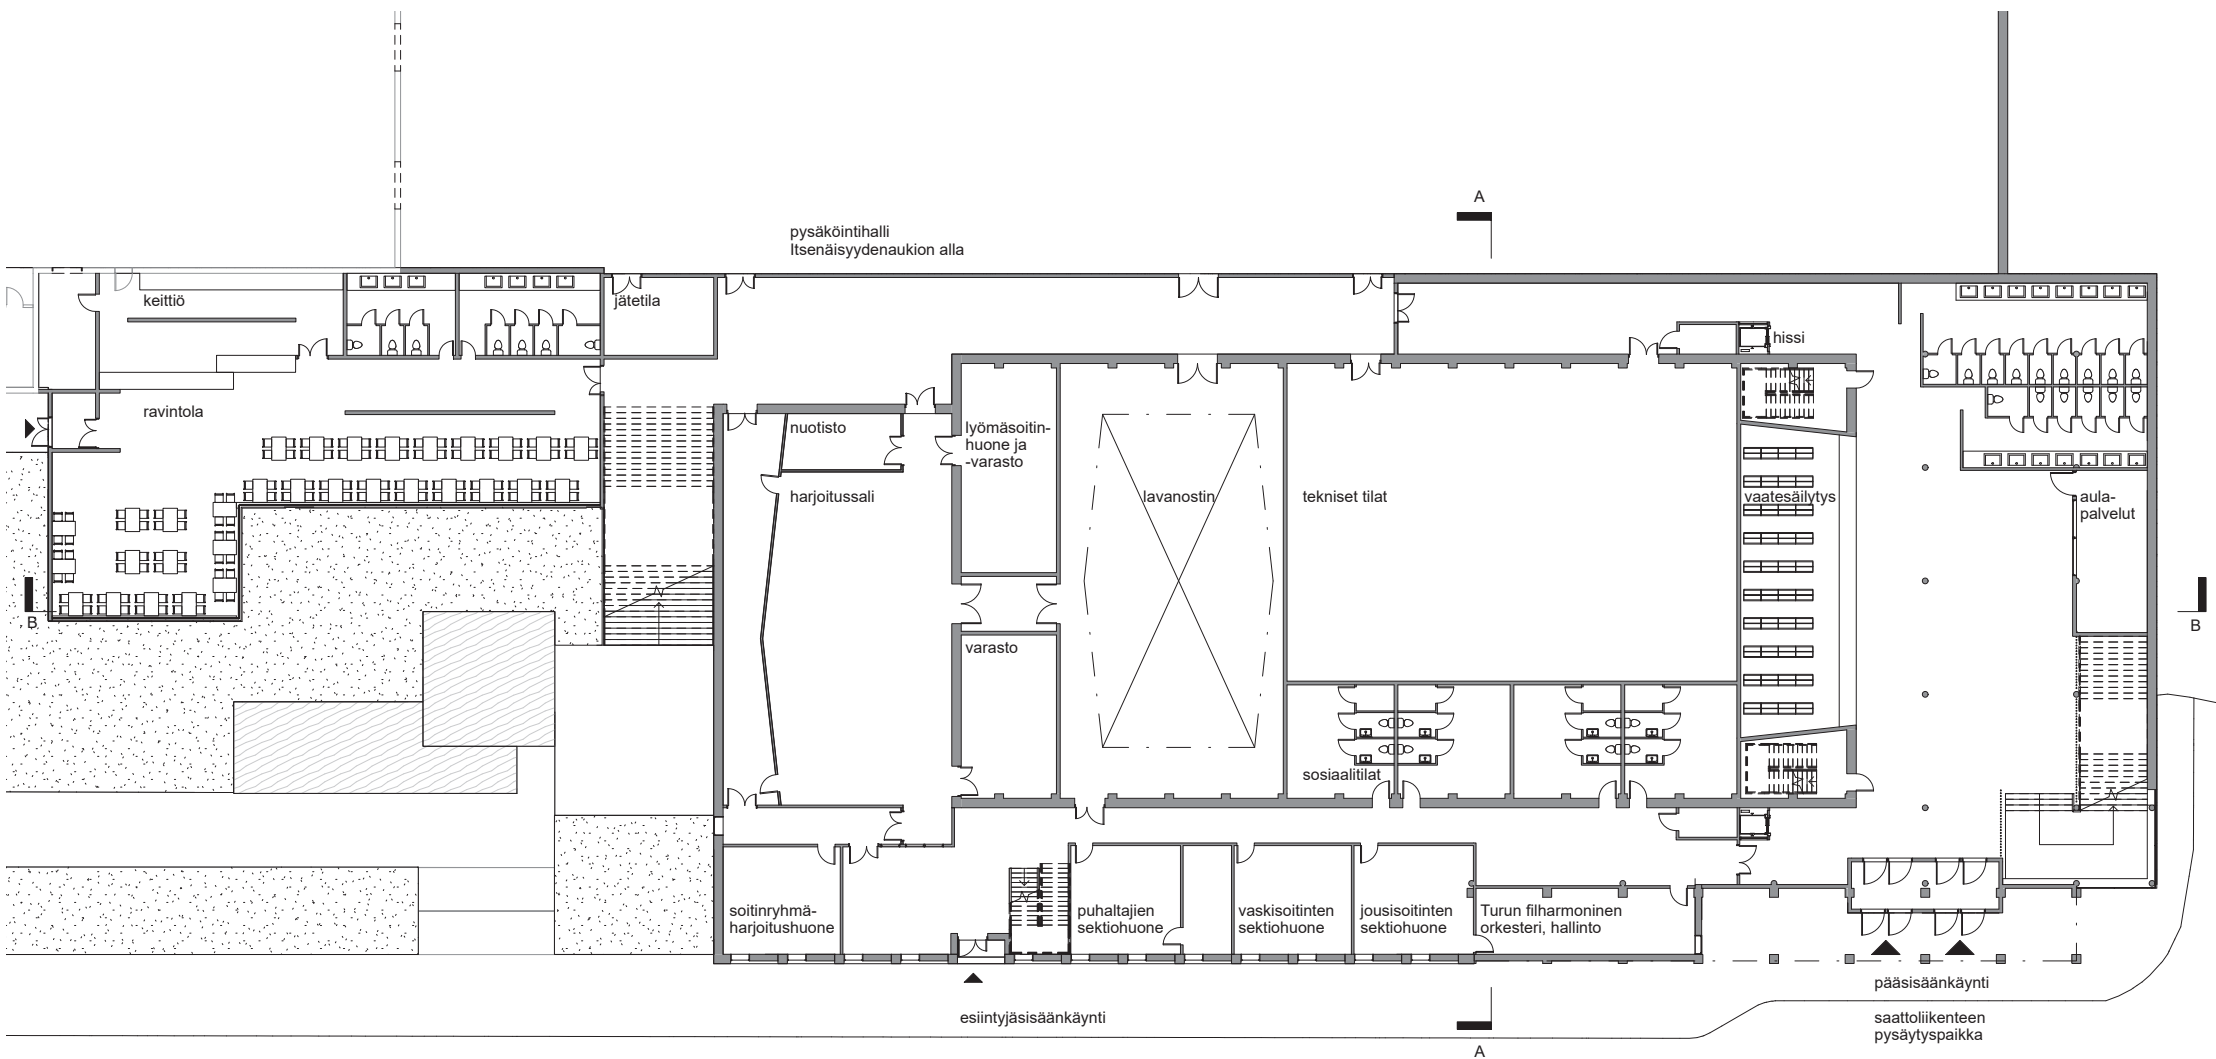 A
pysäköintihalli
Itsenäisyydenaukion alla
keittiö
jätetila
hissi
ravintola
nuotisto
lyömäsoitin-
huone ja
-varasto
harjoitussali
lavanostin
tekniset tilat
vaatesäilytys
aula-
palvelut
B
B
varasto
sosiaalitilat
soitinryhmä-
harjoitushuone
puhaltajien
sektiohuone
vaskisoitinten
sektiohuone
jousisoitinten
sektiohuone
Turun filharmoninen
orkesteri, hallinto
pääsisäänkäynti
esiintyjäsisäänkäynti
saattoliikenteen
pysäytyspaikka
A